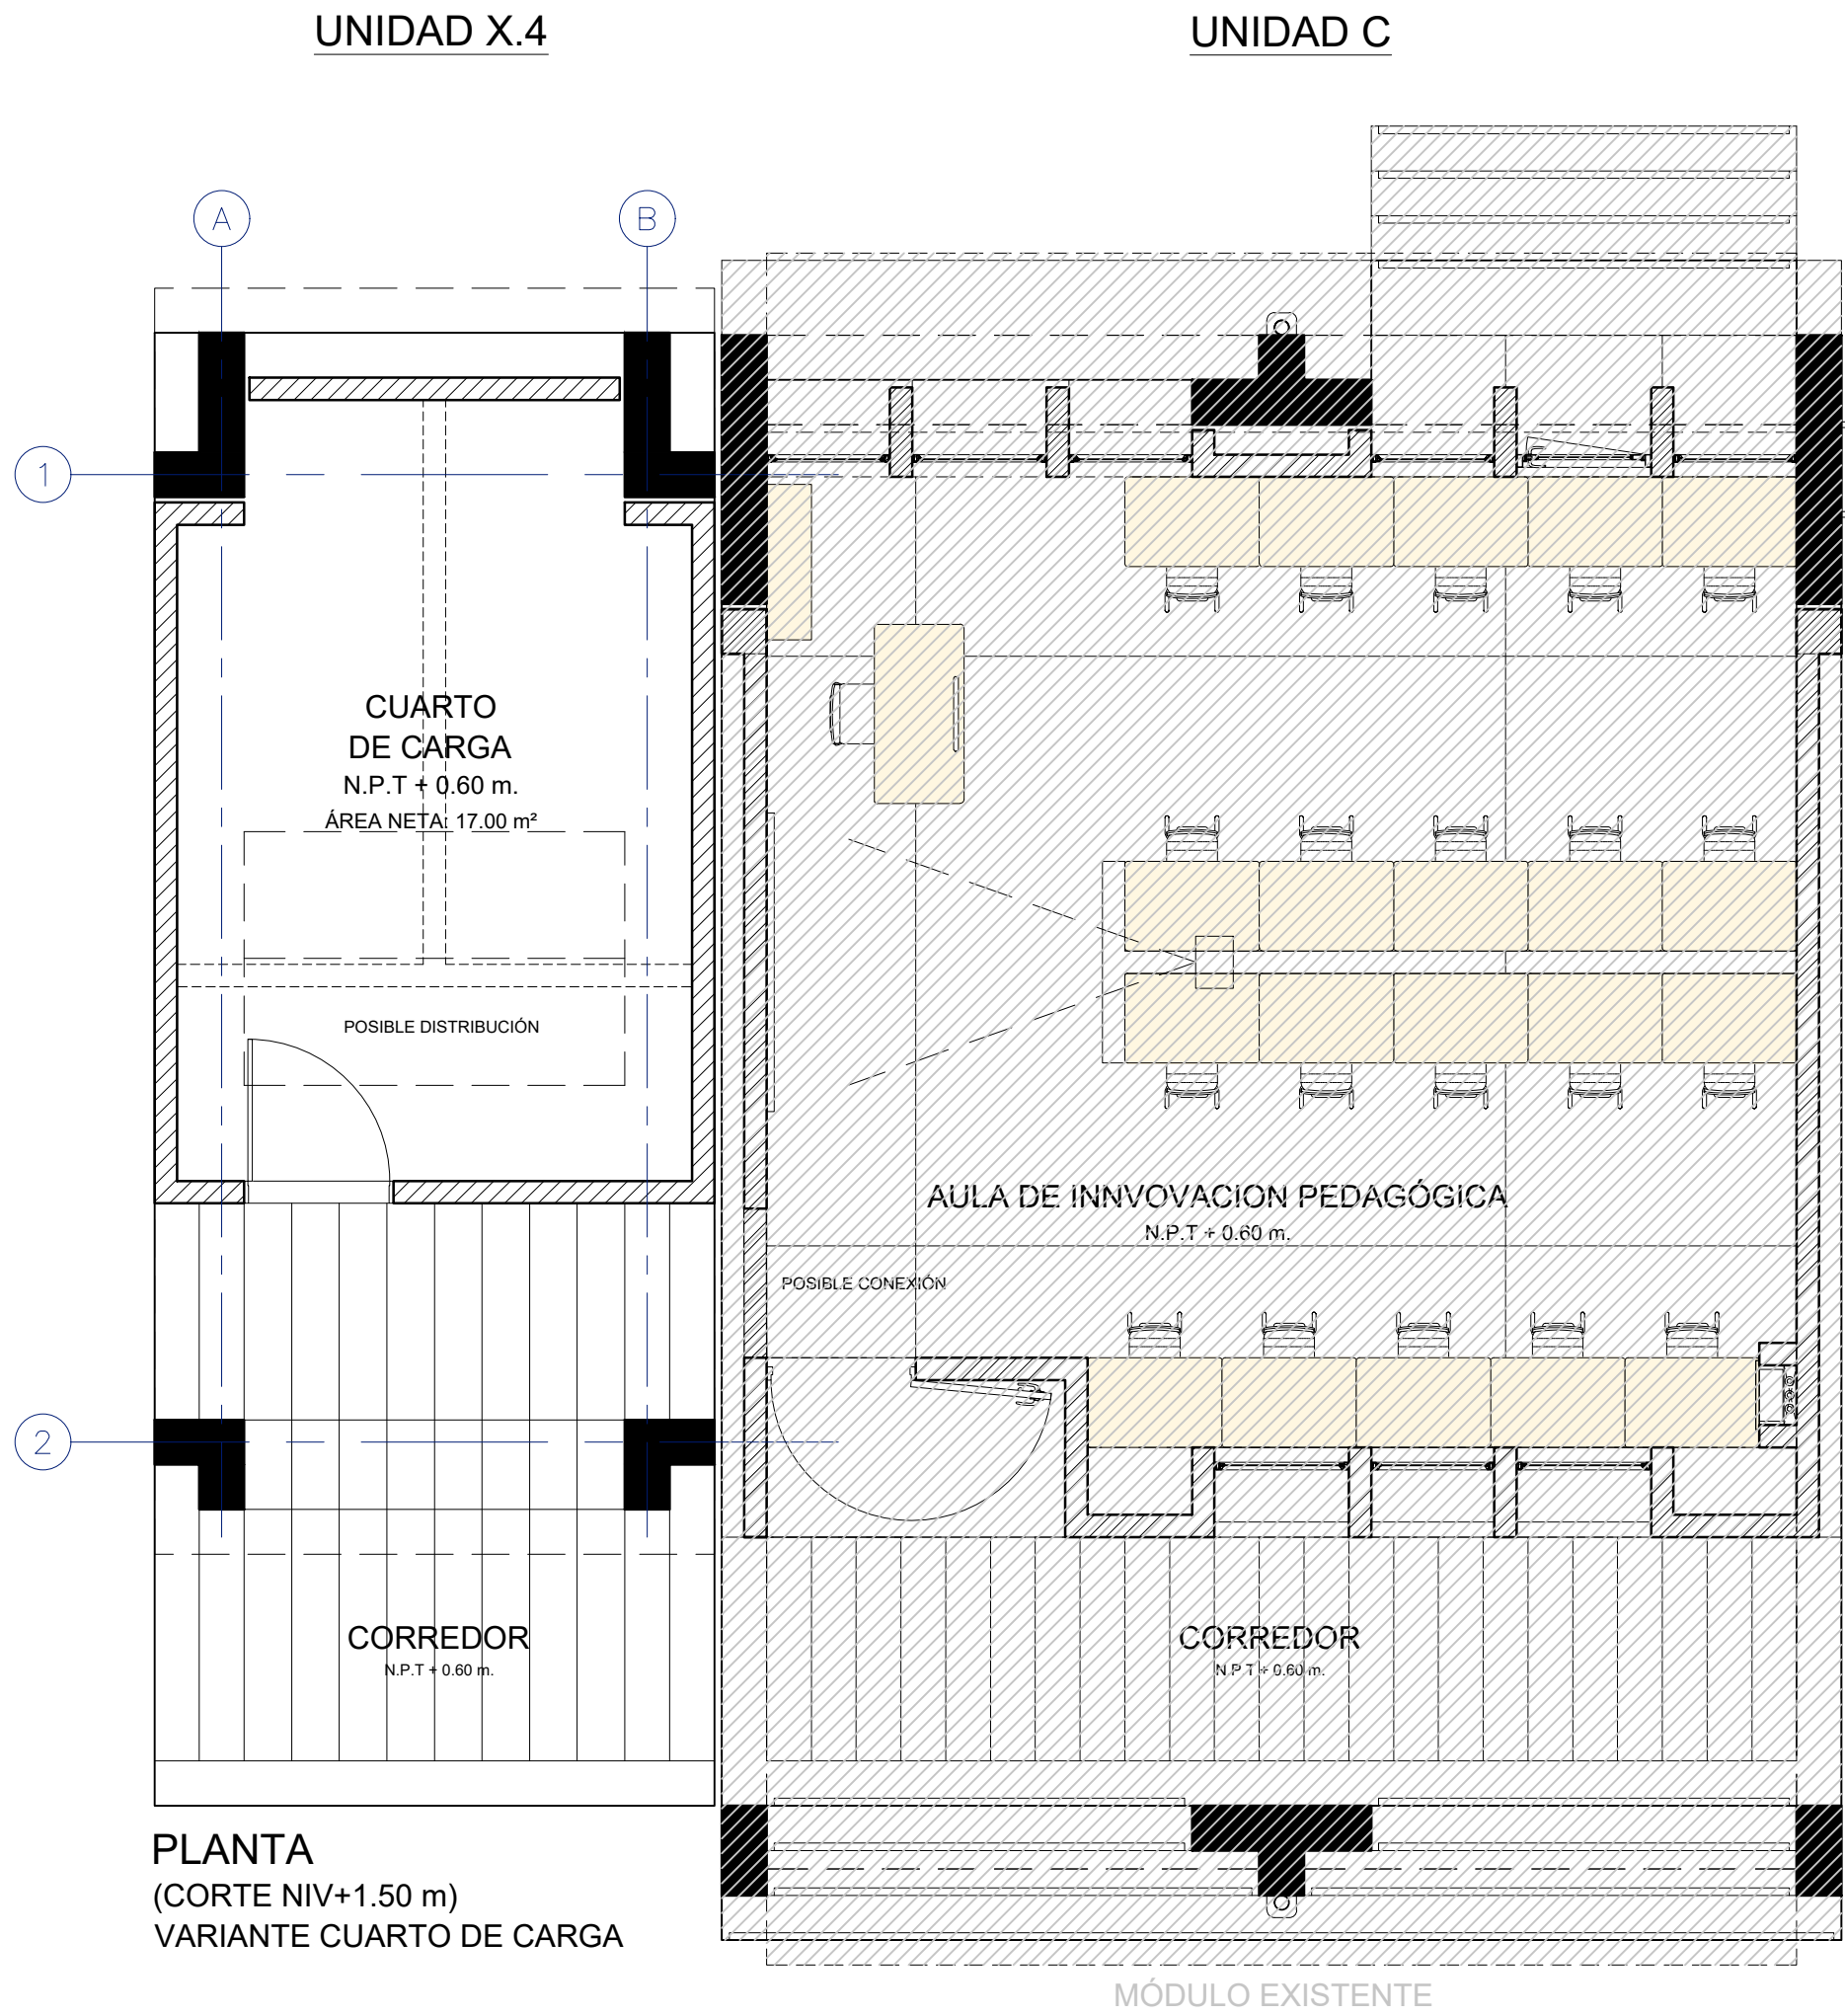 UNIDAD X.4
UNIDAD C
A
B
1
CUARTO
DE CARGA
N.P.T + 0.60 m.
ÁREA NETA: 17.00 m²
POSIBLE DISTRIBUCIÓN
AULA DE INNVOVACION PEDAGÓGICA
N.P.T + 0.60 m.
POSIBLE CONEXIÓN
2
CORREDOR
N.P.T + 0.60 m.
CORREDOR
N.P.T + 0.60 m.
PLANTA
(CORTE NIV+1.50 m)
VARIANTE CUARTO DE CARGA
MÓDULO EXISTENTE